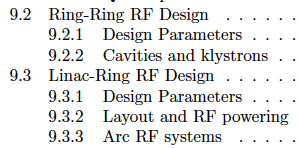 9.2 Ring-Ring RF Design . . . . . .
9.2.1 Design Parameters . . . .
9.2.2 Cavities and klystrons . .
9.3 Linac-Ring RF Design . . . . . .
9.3.1 Design Parameters . . . .
9.3.2 Layout and RF powering
9.3.3 Arc RF systems . . . . .